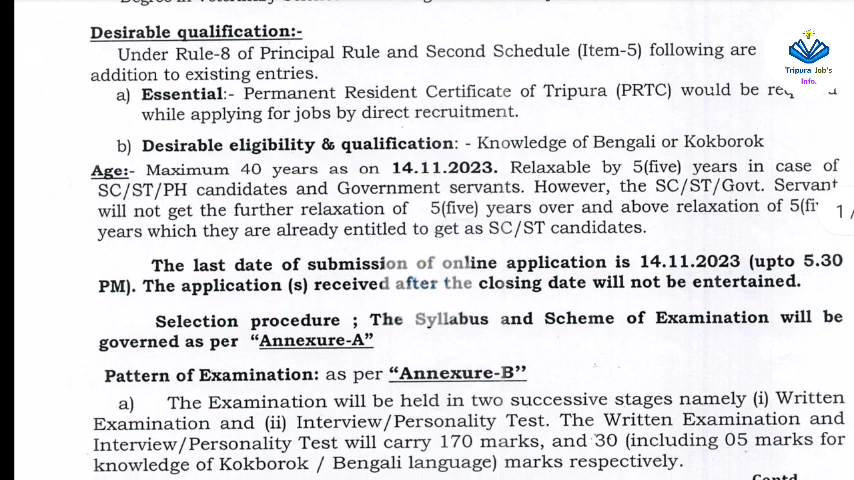 Desirable qualification:-
Under Rule-8 of Principal Rule and Second Schedule (Item-5) following are
addition to existing entries.
a) Essential:- Permanent Resident Certificate of Tripura (PRTC) would be
while applying for jobs by direct recruitment.
b) Desirable eligibility & qualification: - Knowledge of Bengali or Kokborok
Age:- Maximum 40 years as on 14.11.2023. Relaxable by 5(five) years in case of
SC/ST/PH candidates and Government servants. However, the SC/ST/Govt. Servant
will not get the further relaxation of 5(five) years over and above relaxation of
years which they are already entitled to get as SC/ST candidates.
The last date of submission of online application is 14.11.2023 (upto 5.30
PM). The application (s) received after the closing date will not be entertained.
Selection procedure ; The Syllabus and Scheme of Examination will be
governed as per “Annexure-A”
Pattern of Examination: as per “Annexure-B”
a) The Examination will be held in two successive stages namely (i) Written
Examination and (ii) Interview/Personality Test. The Written Examination and
Interview/Personality Test will carry 170 marks, and 30 (including 05 marks for
knowledge of Kokborok / Bengali language) marks respectively.
Tripura Job's
Info.
1/